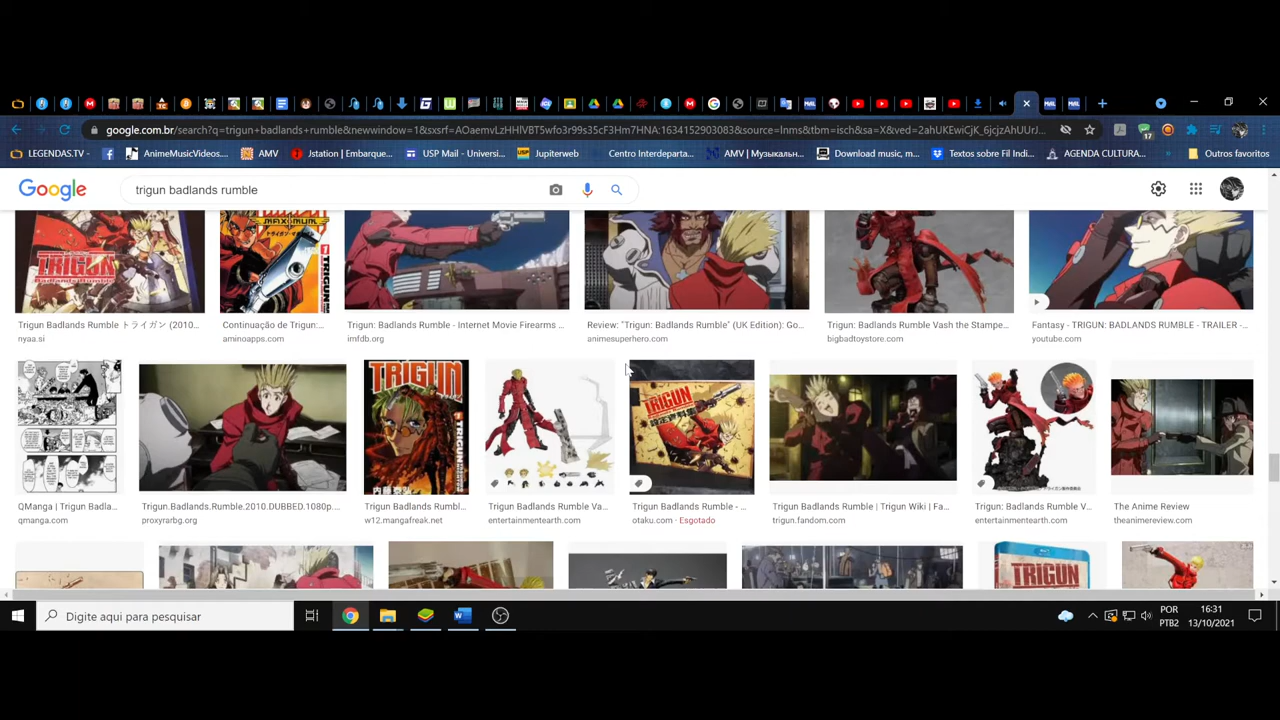 google.com.br/search?q=trigun+badlands+rumble&newwindow=1&sxsrf=AOaemvLzHHlVBT5wfo3r99s35cF3Hm7HNA:1634152903083&source=lnms&tbm=isch&sa=X&ved=2ahUKEwiCjK_6jcjzAhUUrJ...
LEGENDAS.TV - AnimeMusicVideos... AMV Jstation | Embarque... USP Mail - Universi... Jupiterweb Centro Interdeparta... AMV | Музыкальн... Download music, m... Textos sobre Fil Indi... AGENDA CULTURA... Outros favoritos
Google trigun badlands rumble
TRIGUN
Badlands Rumble
MAXIMUM
Trigun Badlands Rumble トライガン (2010... Continuação de Trigun:... Trigun: Badlands Rumble - Internet Movie Firearms ... Review: "Trigun: Badlands Rumble" (UK Edition): Go... Trigun: Badlands Rumble Vash the Stampe... Fantasy - TRIGUN: BADLANDS RUMBLE - TRAILER -...
nyaa.si aminoapps.com imfdb.org animesuperhero.com bigbadtoystore.com youtube.com
TRIGUN
TRIGUN
QManga | Trigun Badla... Trigun.Badlands.Rumble.2010.DUBBED.1080p.... Trigun Badlands Rumbl... Trigun Badlands Rumble Va... Trigun Badlands Rumble - ... Trigun Badlands Rumble | Trigun Wiki | Fa... Trigun: Badlands Rumble V... The Anime Review
qmanga.com proxyrarbg.org w12.mangafreak.net entertainmentearth.com otaku.com · Esgotado trigun.fandom.com entertainmentearth.com theanimereview.com
TRIGUN
Digite aqui para pesquisar
POR
PTB2
16:31
13/10/2021